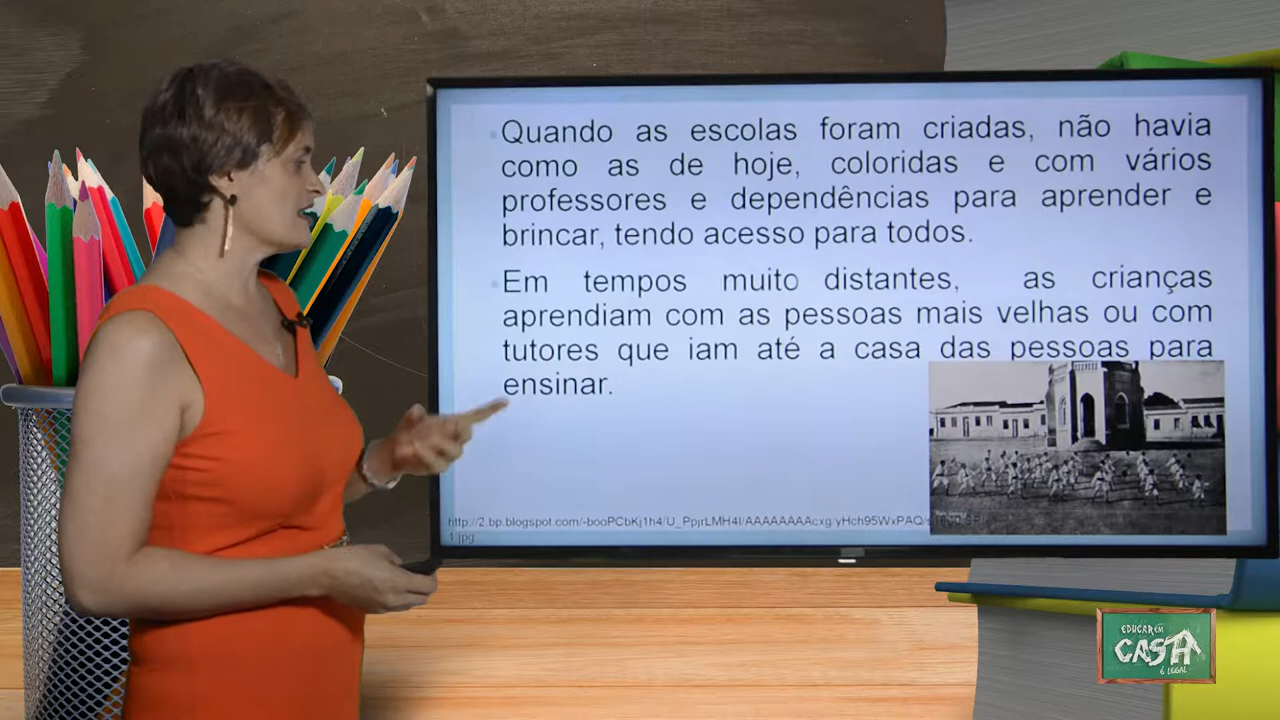 Quando as escolas foram criadas, não havia
como as de hoje, coloridas e com vários
professores e dependências para aprender e
brincar, tendo acesso para todos.
Em tempos muito distantes, as crianças
aprendiam com as pessoas mais velhas ou com
tutores que iam até a casa das pessoas para
ensinar.
1.jpg
EDUCAR EM
CASA
É LEGAL